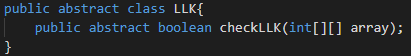 public abstract class LLK{
    public abstract boolean checkLLK(int[][] array);
}